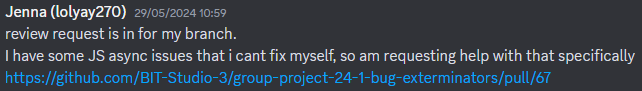 Jenna (lolyay270) 29/05/2024 10:59
review request is in for my branch.
I have some JS async issues that i cant fix myself, so am requesting help with that specifically
https://github.com/BIT-Studio-3/group-project-24-1-bug-exterminators/pull/67